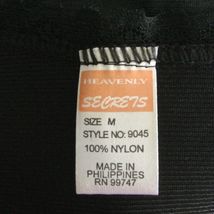 HEAVENLY
SECRETS
SIZE M
STYLE NO: 9045
100% NYLON
MADE IN
PHILIPPINES
RN 99747